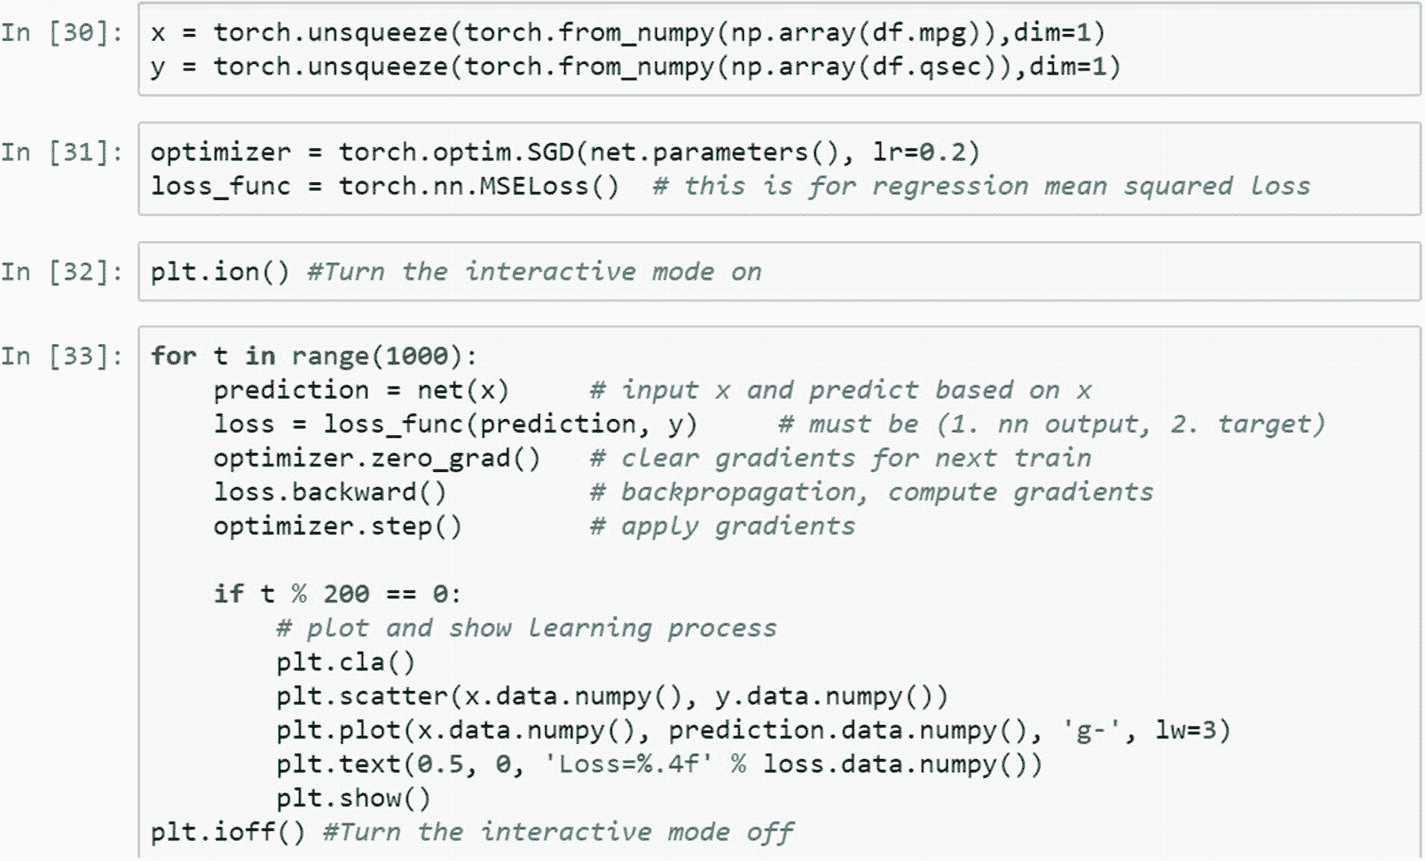 In [30]: x = torch.unsqueeze(torch.from_numpy(np.array(df.mpg)),dim=1)
y = torch.unsqueeze(torch.from_numpy(np.array(df.qsec)),dim=1)
In [31]: optimizer = torch.optim.SGD(net.parameters(), lr=0.2)
loss_func = torch.nn.MSELoss()  # this is for regression mean squared loss
In [32]: plt.ion() #Turn the interactive mode on
In [33]: for t in range(1000):
    prediction = net(x)     # input x and predict based on x
    loss = loss_func(prediction, y)     # must be (1. nn output, 2. target)
    optimizer.zero_grad()   # clear gradients for next train
    loss.backward()         # backpropagation, compute gradients
    optimizer.step()        # apply gradients
    if t % 200 == 0:
        # plot and show learning process
        plt.cla()
        plt.scatter(x.data.numpy(), y.data.numpy())
        plt.plot(x.data.numpy(), prediction.data.numpy(), 'g-', lw=3)
        plt.text(0.5, 0, 'Loss=%.4f' % loss.data.numpy())
        plt.show()
plt.ioff() #Turn the interactive mode off